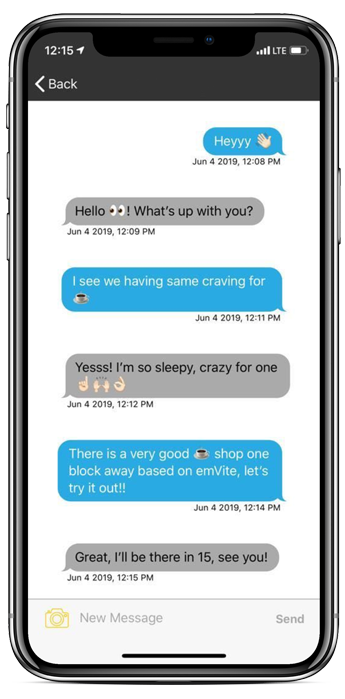 12:15 LTE
Back
Heyyy 👋🏻
Jun 4 2019, 12:08 PM
Hello 👀! What's up with you?
Jun 4 2019, 12:09 PM
I see we having same craving for
☕
Jun 4 2019, 12:11 PM
Yesss! I'm so sleepy, crazy for one
☝🏻🙌🏻👌🏻
Jun 4 2019, 12:12 PM
There is a very good ☕ shop one
block away based on emVite, let's
try it out!!
Jun 4 2019, 12:14 PM
Great, I'll be there in 15, see you!
Jun 4 2019, 12:15 PM
New Message Send